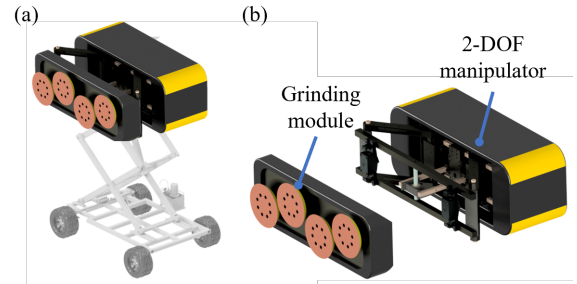 (a)
(b)
2-DOF
manipulator
Grinding
module